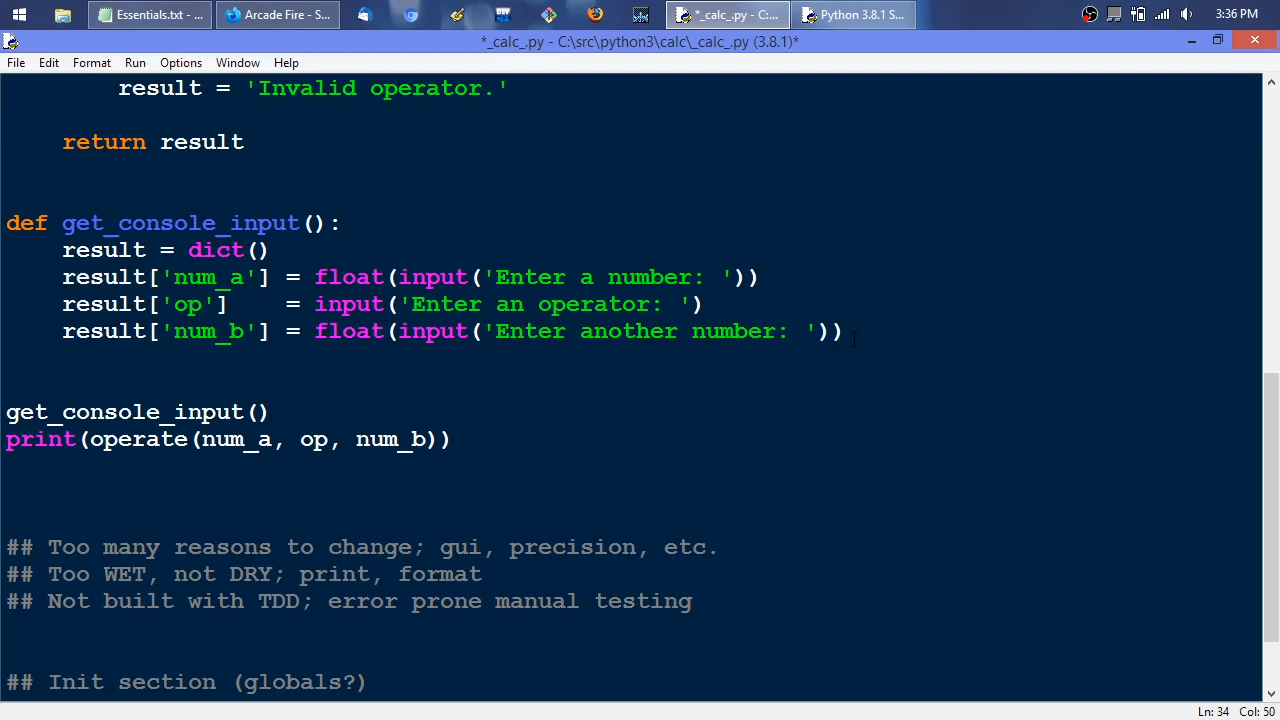 Essentials.txt - ...
Arcade Fire - S...
*_calc_.py - C:...
Python 3.8.1 S...
3:36 PM
*_calc_.py - C:\src\python3\calc\_calc_.py (3.8.1)*
File Edit Format Run Options Window Help
result = 'Invalid operator.'
return result
def get_console_input():
result = dict()
result['num_a'] = float(input('Enter a number: '))
result['op']    = input('Enter an operator: ')
result['num_b'] = float(input('Enter another number: '))
get_console_input()
print(operate(num_a, op, num_b))
## Too many reasons to change; gui, precision, etc.
## Too WET, not DRY; print, format
## Not built with TDD; error prone manual testing
## Init section (globals?)
Ln: 34 Col: 50